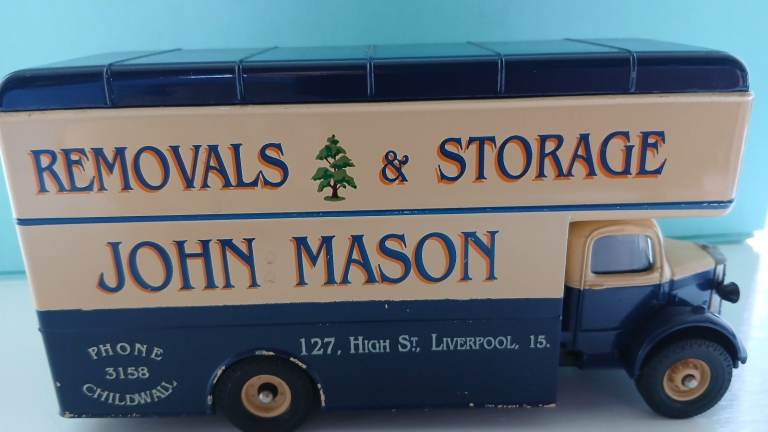 REMOVALS & STORAGE
JOHN MASON
127, HIGH ST, LIVERPOOL, 15.
PHONE
3158
CHILDWALL